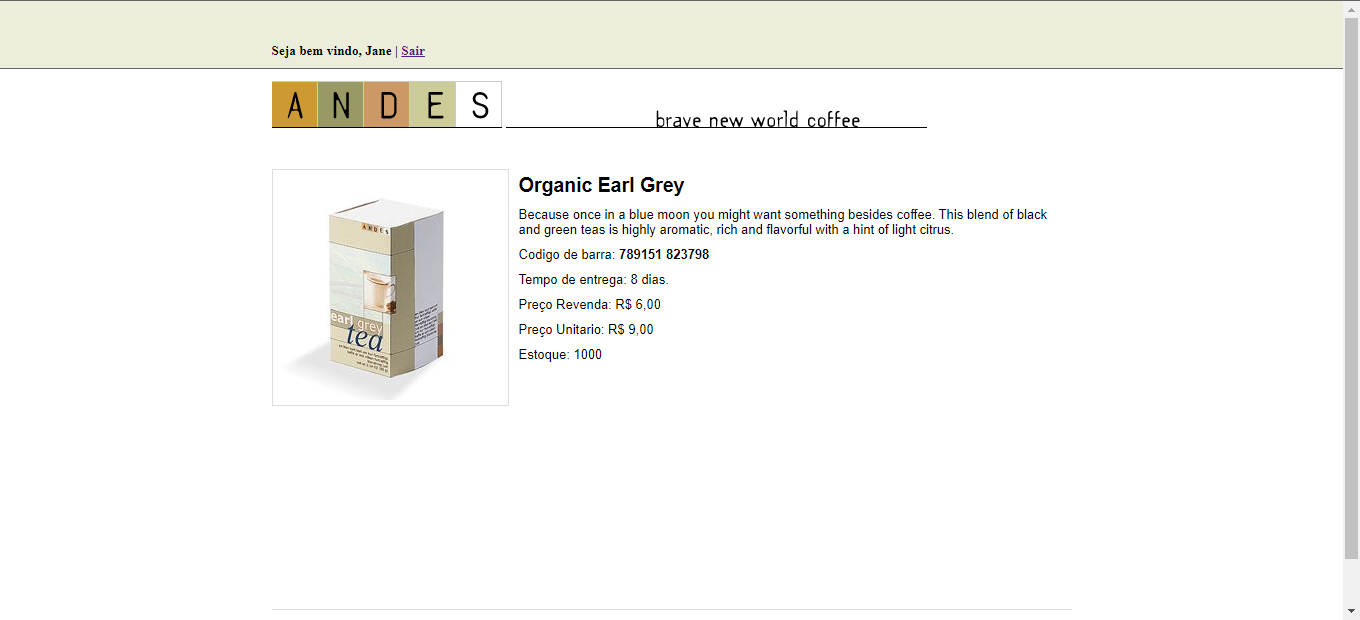 Seja bem vindo, Jane | Sair
ANDES
brave new world coffee
Organic Earl Grey
Because once in a blue moon you might want something besides coffee. This blend of black
and green teas is highly aromatic, rich and flavorful with a hint of light citrus.
Codigo de barra: 789151 823798
Tempo de entrega: 8 dias.
Preço Revenda: R$ 6,00
Preço Unitario: R$ 9,00
Estoque: 1000
ANDES
earl grey
tea